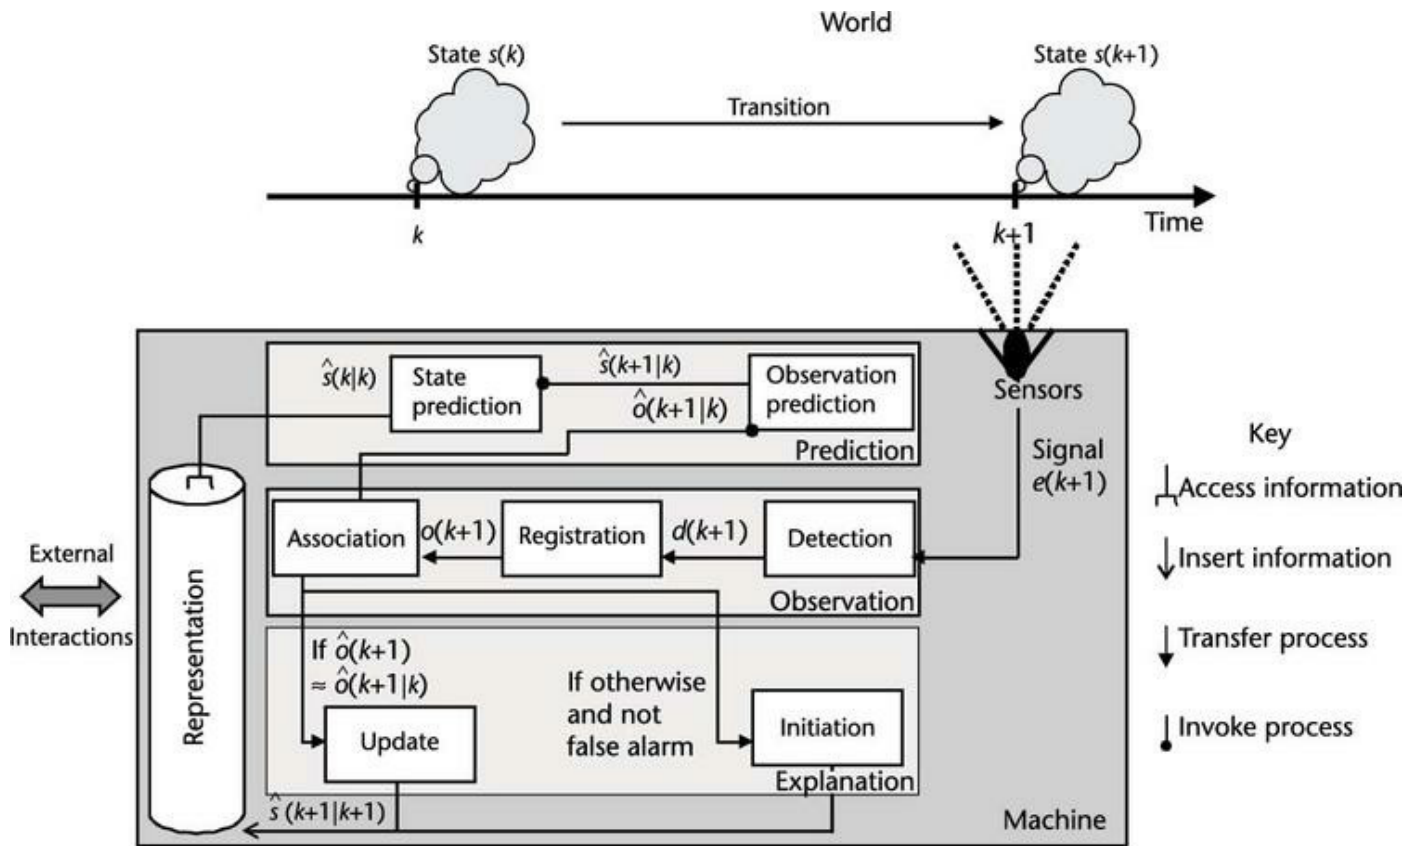 World
State s(k)
State s(k+1)
Transition
Time
k
k+1
ŝ(k|k)
State
prediction
ŝ(k+1|k)
ô(k+1|k)
Observation
prediction
Prediction
Sensors
Signal
e(k+1)
Key
Access information
Insert information
Transfer process
Invoke process
External
Interactions
Representation
Association
o(k+1)
Registration
d(k+1)
Detection
Observation
If ô(k+1)
≈ ô(k+1|k)
Update
If otherwise
and not
false alarm
Initiation
Explanation
ŝ (k+1|k+1)
Machine